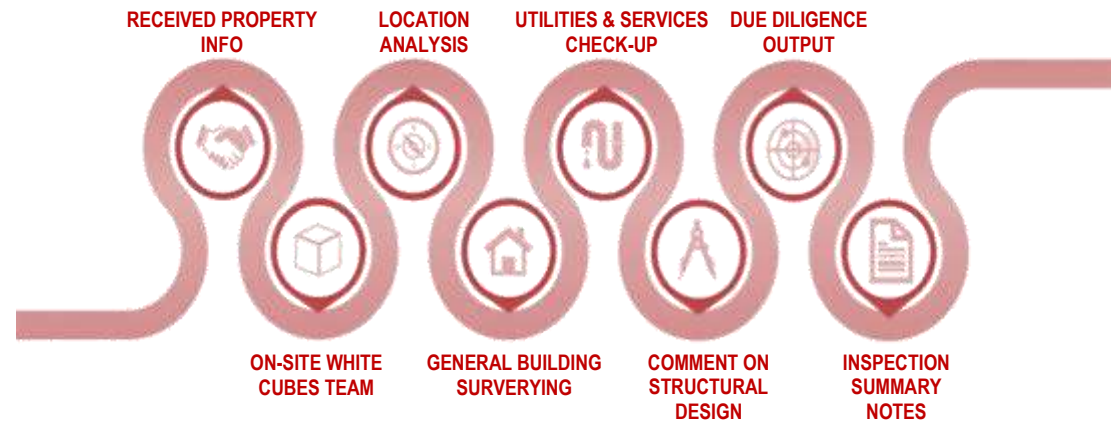 RECEIVED PROPERTY
INFO
LOCATION
ANALYSIS
UTILITIES & SERVICES
CHECK-UP
DUE DILIGENCE
OUTPUT
ON-SITE WHITE
CUBES TEAM
GENERAL BUILDING
SURVERYING
COMMENT ON
STRUCTURAL
DESIGN
INSPECTION
SUMMARY
NOTES